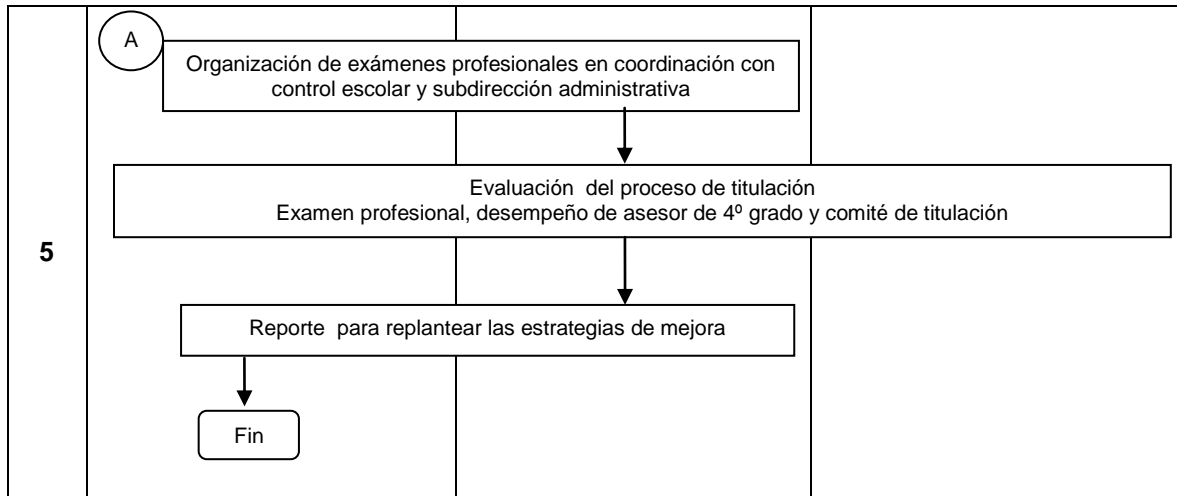 A
Organización de exámenes profesionales en coordinación con
control escolar y subdirección administrativa
Evaluación del proceso de titulación
Examen profesional, desempeño de asesor de 4º grado y comité de titulación
5
Reporte para replantear las estrategias de mejora
Fin